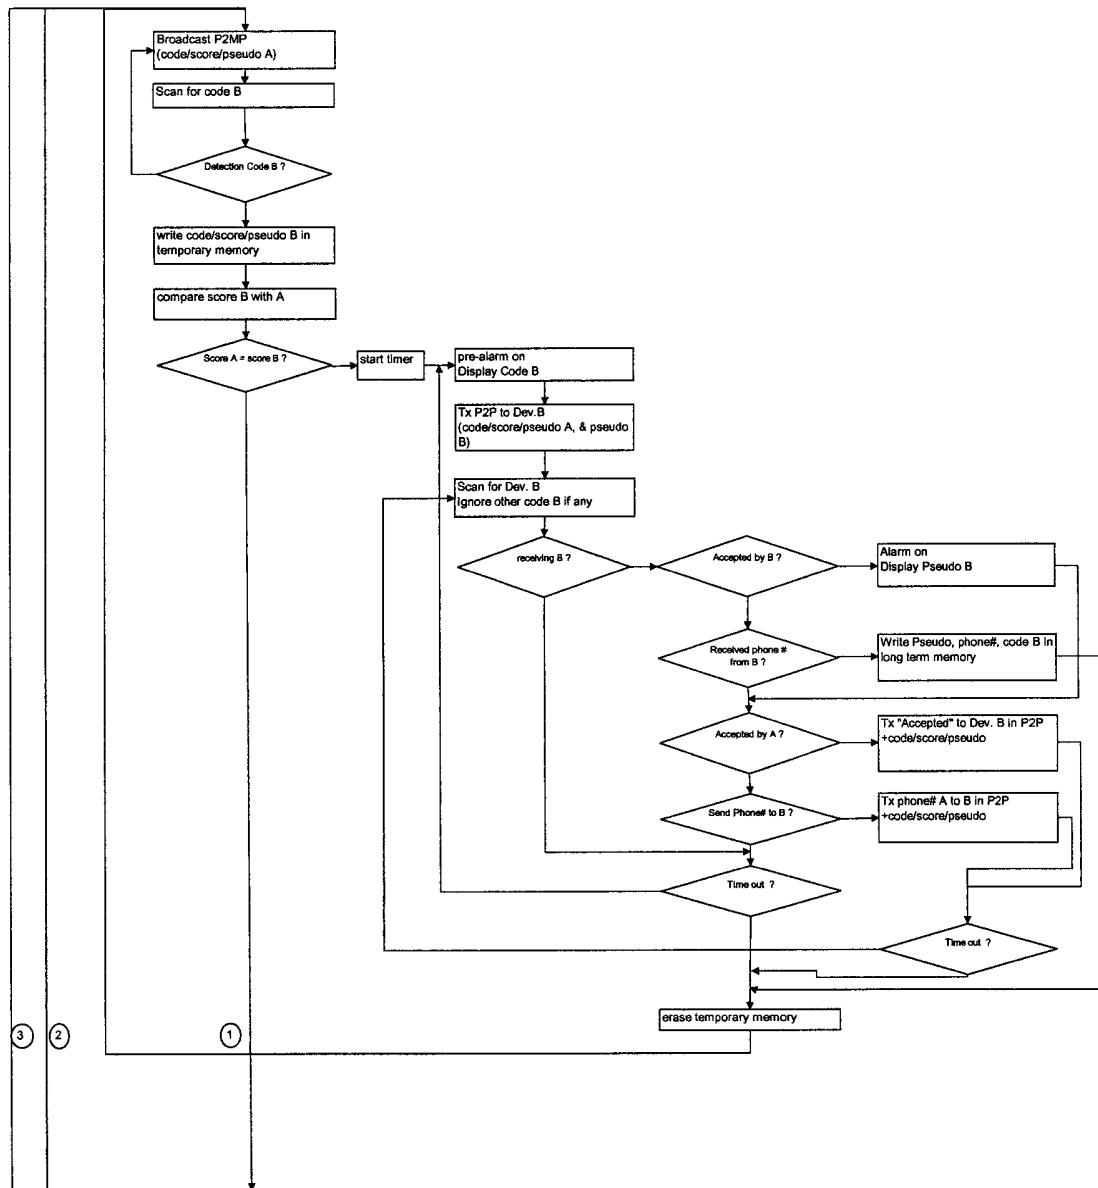 Broadcast P2MP
(code/score/pseudo A)
Scan for code B
Detection Code B ?
write code/score/pseudo B in
temporary memory
compare score B with A
Score A = score B ?
start timer
pre-alarm on
Display Code B
Tx P2P to Dev.B
(code/score/pseudo A, & pseudo
B)
Scan for Dev. B
Ignore other code B if any
receiving B ?
Accepted by B ?
Alarm on
Display Pseudo B
Received phone #
from B ?
Write Pseudo, phone#, code B in
long term memory
Accepted by A ?
Tx "Accepted" to Dev. B in P2P
+code/score/pseudo
Send Phone# to B ?
Tx phone# A to B in P2P
+code/score/pseudo
Time out ?
Time out ?
erase temporary memory
3
2
1